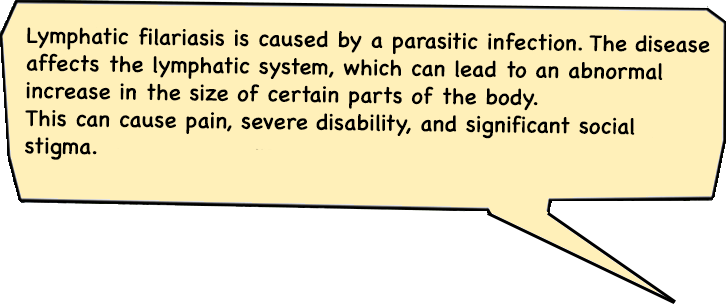 Lymphatic filariasis is caused by a parasitic infection. The disease
affects the lymphatic system, which can lead to an abnormal
increase in the size of certain parts of the body.
This can cause pain, severe disability, and significant social
stigma.